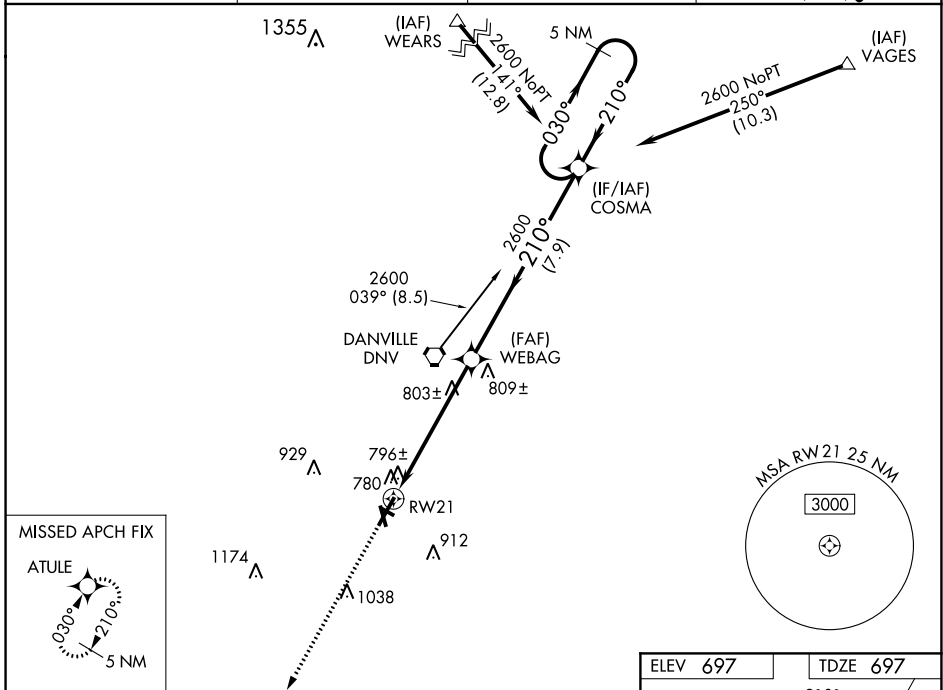 1355
(IAF)
WEARS
2600 NoPT
141°
(12.8)
5 NM
030°
210°
(IAF)
VAGES
2600 NoPT
250°
(10.3)
(IF/IAF)
COSMA
2600
210°
(7.9)
2600
039° (8.5)
DANVILLE
DNV
(FAF)
WEBAG
803±
809±
929
796±
780
RW21
912
1174
1038
MSA RW21 25 NM
3000
MISSED APCH FIX
ATULE
030°
210°
5 NM
ELEV 697
TDZE 697